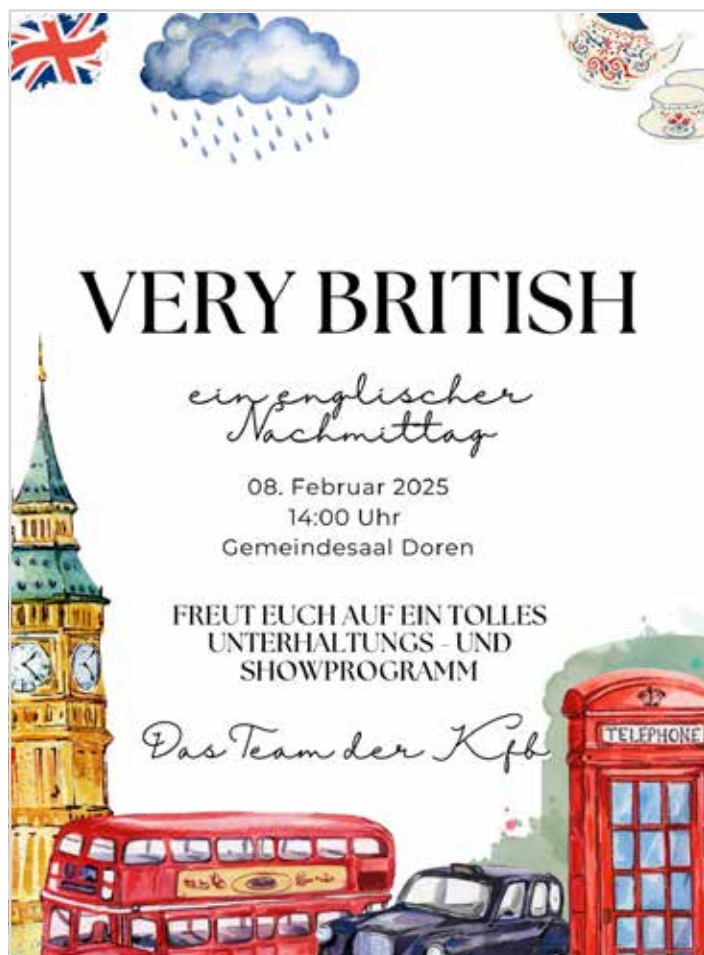 VERY BRITISH
ein englischer
Nachmittag
08. Februar 2025
14:00 Uhr
Gemeindesaal Doren
FREUT EUCH AUF EIN TOLLES
UNTERHALTUNGS - UND
SHOWPROGRAMM
Das Team der Kfb
TELEPHONE